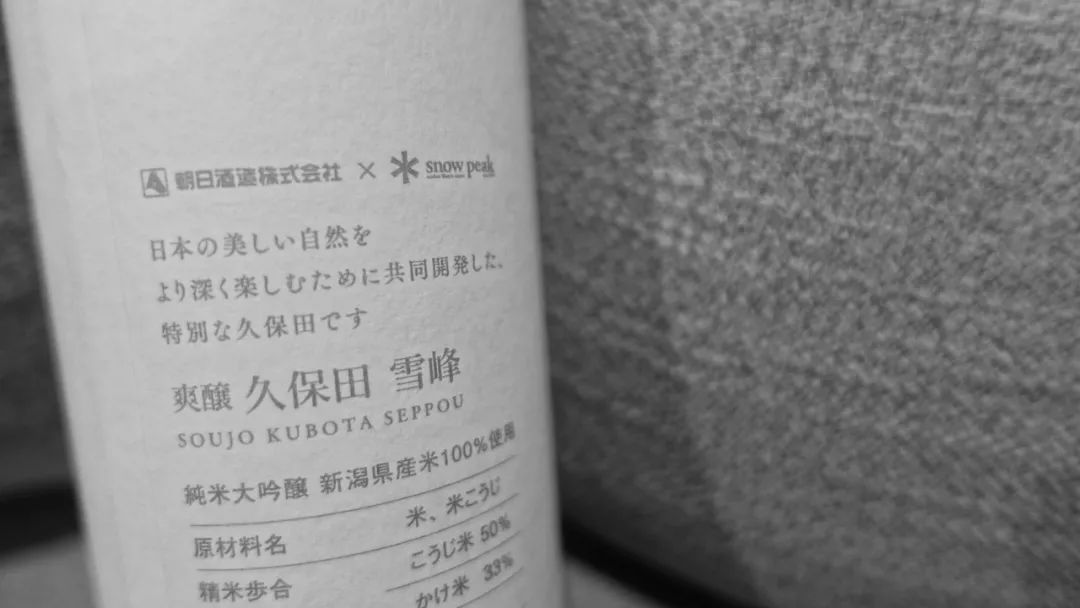 朝日酒造株式会社 × snow peak
日本の美しい自然を
より深く楽しむために共同開発した、
特別な久保田です
爽醸 久保田 雪峰
SOUJO KUBOTA SEPPOU
純米大吟醸 新潟県産米100%使用
原材料名 米、米こうじ
精米歩合 こうじ米 50%
かけ米 33%